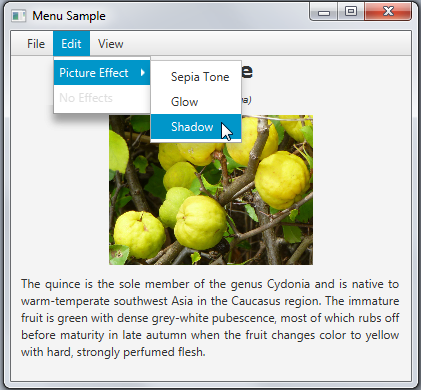 Menu Sample
File Edit View
Picture Effect
No Effects
Sepia Tone
Glow
Shadow
The quince is the sole member of the genus Cydonia and is native to
warm-temperate southwest Asia in the Caucasus region. The immature
fruit is green with dense grey-white pubescence, most of which rubs off
before maturity in late autumn when the fruit changes color to yellow
with hard, strongly perfumed flesh.